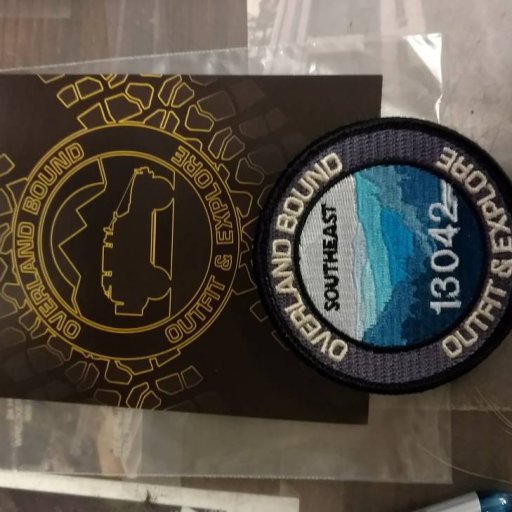 OVERLAND BOUND
OUTFIT & EXPLORE
OVERLAND BOUND
SOUTHEAST
13042
OUTFIT & EXPLORE